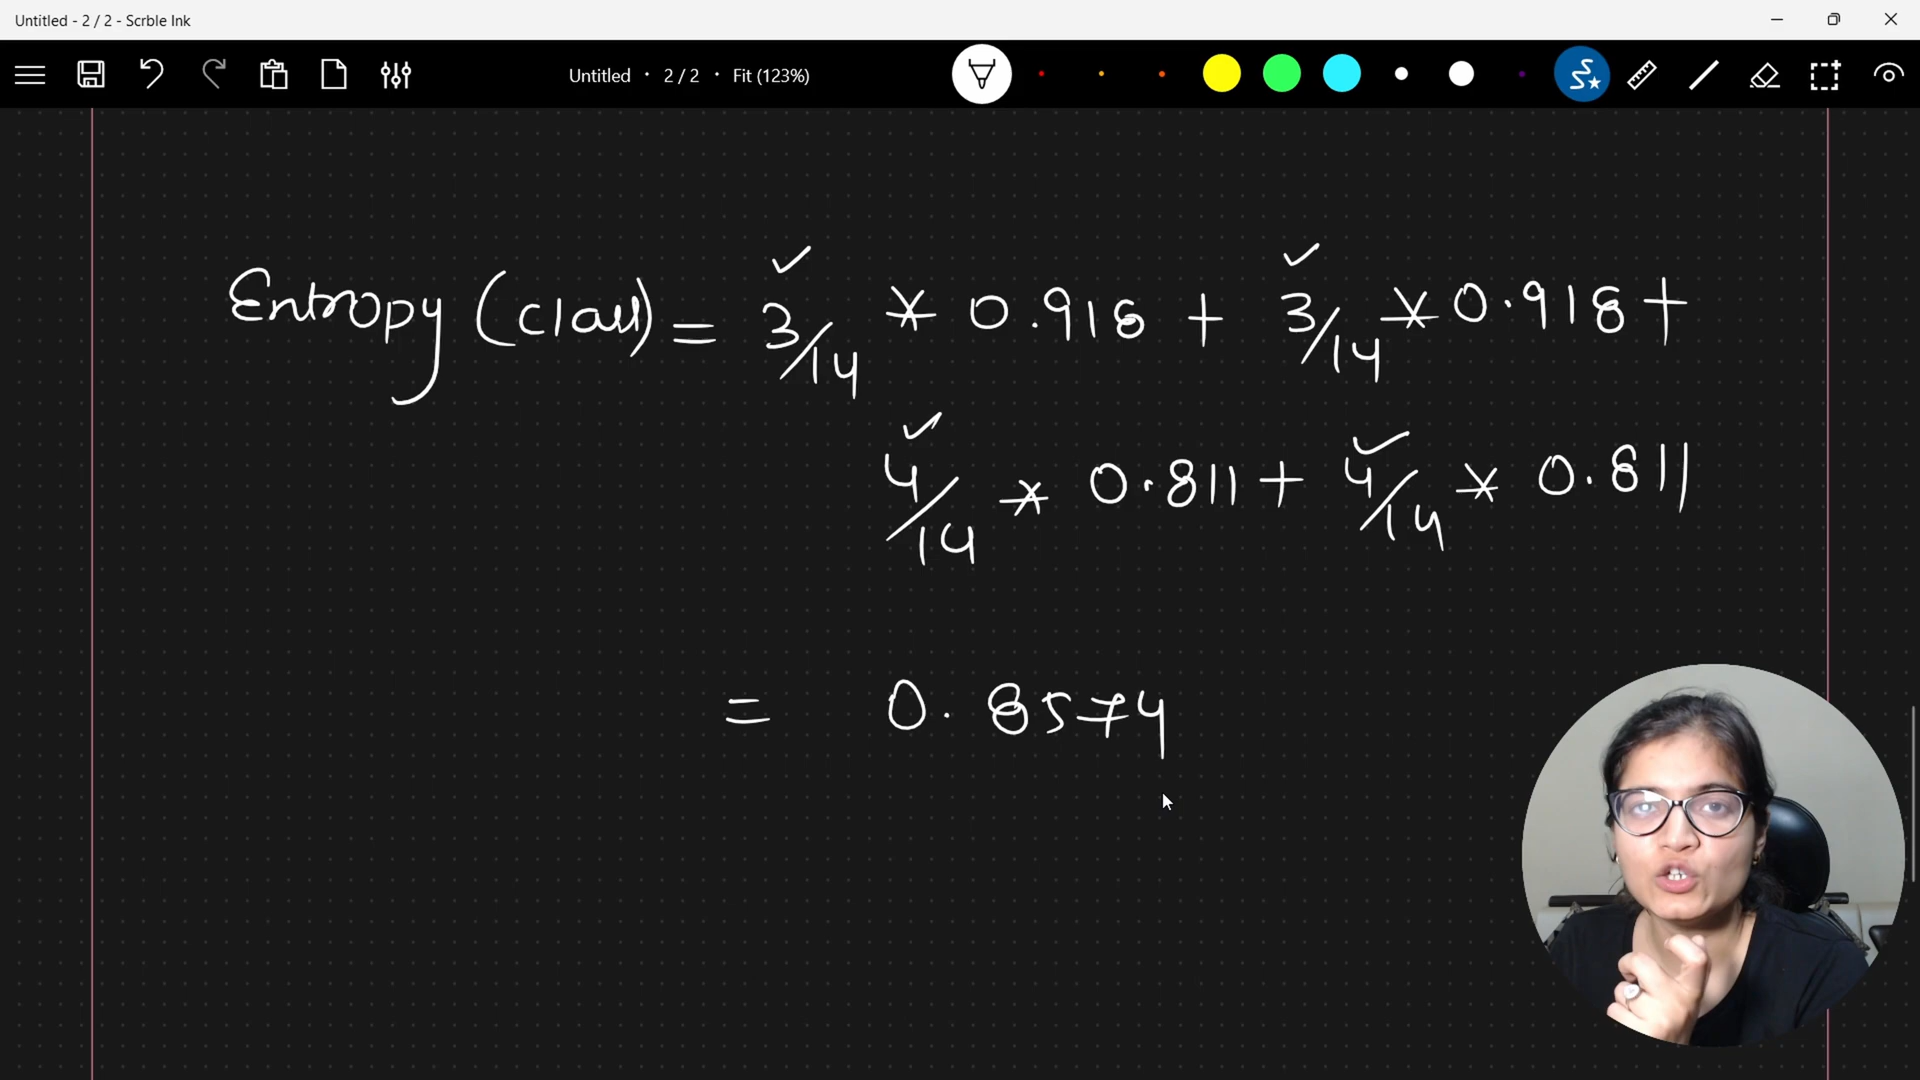 Untitled - 2 / 2 - Scrble Ink
Untitled • 2 / 2 • Fit (123%)
Entropy (class) = 3/14 * 0.918 + 3/14 * 0.918 +
4/14 * 0.811 + 4/14 * 0.811
= 0.8574